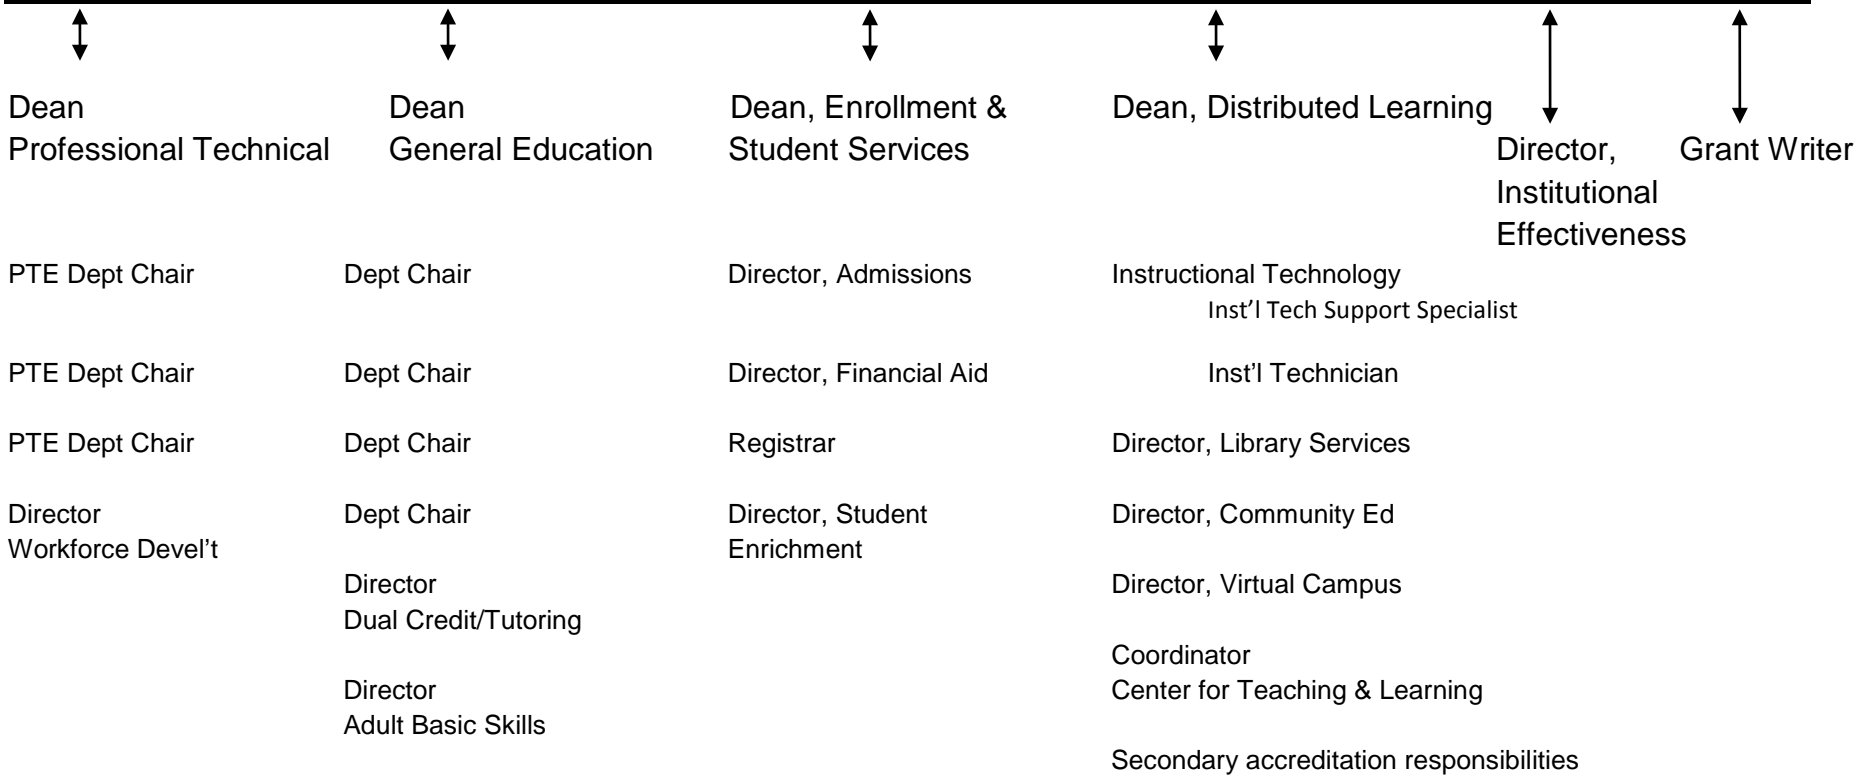 Dean
Professional Technical
Dean
General Education
Dean, Enrollment &
Student Services
Dean, Distributed Learning
Director,
Institutional
Effectiveness
Grant Writer
PTE Dept Chair
PTE Dept Chair
PTE Dept Chair
Director
Workforce Devel't
Dept Chair
Dept Chair
Dept Chair
Dept Chair
Director
Dual Credit/Tutoring
Director
Adult Basic Skills
Director, Admissions
Director, Financial Aid
Registrar
Director, Student
Enrichment
Instructional Technology
Inst’l Tech Support Specialist
Inst'l Technician
Director, Library Services
Director, Community Ed
Director, Virtual Campus
Coordinator
Center for Teaching & Learning
Secondary accreditation responsibilities